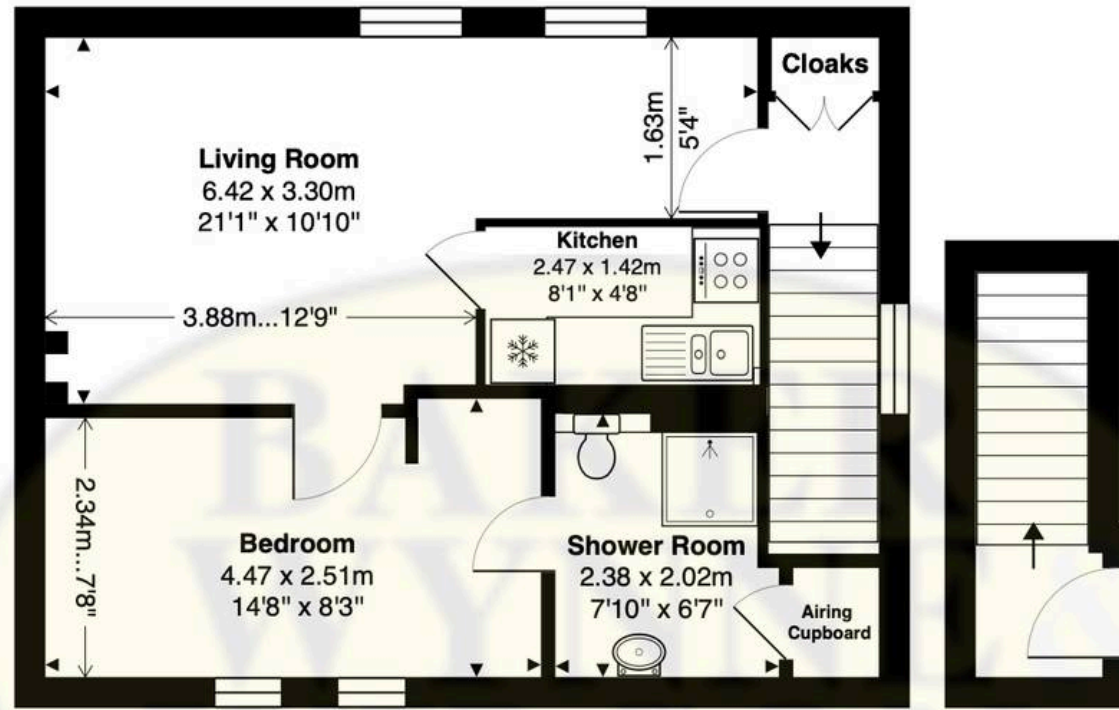 Cloaks
1.63m
5'4"
Living Room
6.42 x 3.30m
21'1" x 10'10"
Kitchen
2.47 x 1.42m
8'1" x 4'8"
3.88m...12'9"
2.34m...7'8"
Bedroom
4.47 x 2.51m
14'8" x 8'3"
Shower Room
2.38 x 2.02m
7'10" x 6'7"
Airing
Cupboard
BAKER
WYNNE